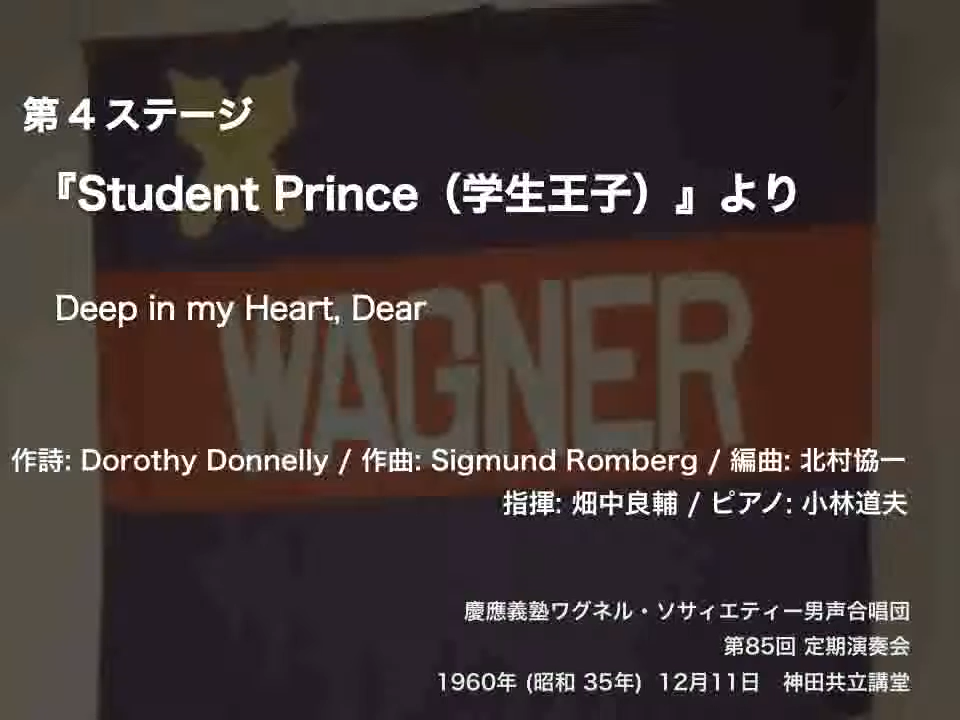 第4ステージ
『Student Prince（学生王子）』より
Deep in my Heart, Dear
WAGNER
作詩: Dorothy Donnelly / 作曲: Sigmund Romberg / 編曲: 北村協一
指揮: 畑中良輔 / ピアノ: 小林道夫
慶應義塾ワグネル・ソサィエティー男声合唱団
第85回 定期演奏会
1960年 (昭和 35年)  12月11日　神田共立講堂